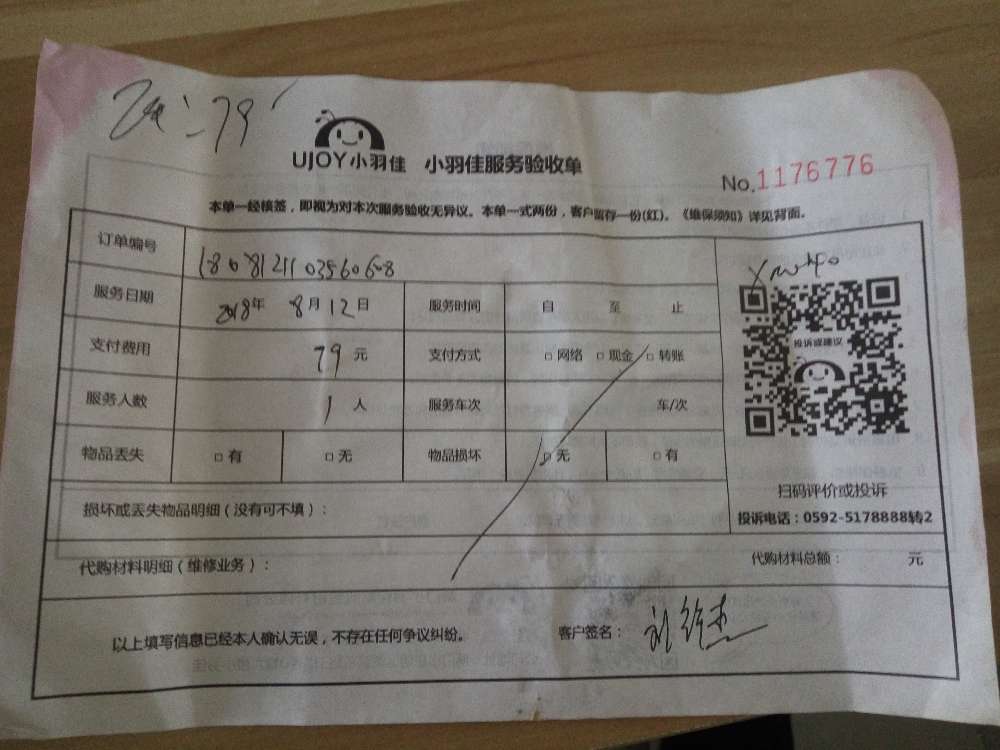 79
UJOY小羽佳 小羽佳服务验收单
No.1176776
本单一经核签，即视为对本次服务验收无异议。本单一式两份，客户留存一份(红)。《维保须知》详见背面。
订单编号 1808121103560608
服务日期 2018年 8月12日 服务时间 自 至 止
支付费用 79元 支付方式 □网络 □现金 □转账
投诉或建议
服务人数 1人 服务车次 车/次
物品丢失 □有 □无 物品损坏 □无 □有
扫码评价或投诉
损坏或丢失物品明细（没有可不填）：
投诉电话：0592-5178888转2
代购材料明细（维修业务）： 代购材料总额： 元
以上填写信息已经本人确认无误，不存在任何争议纠纷。 客户签名：